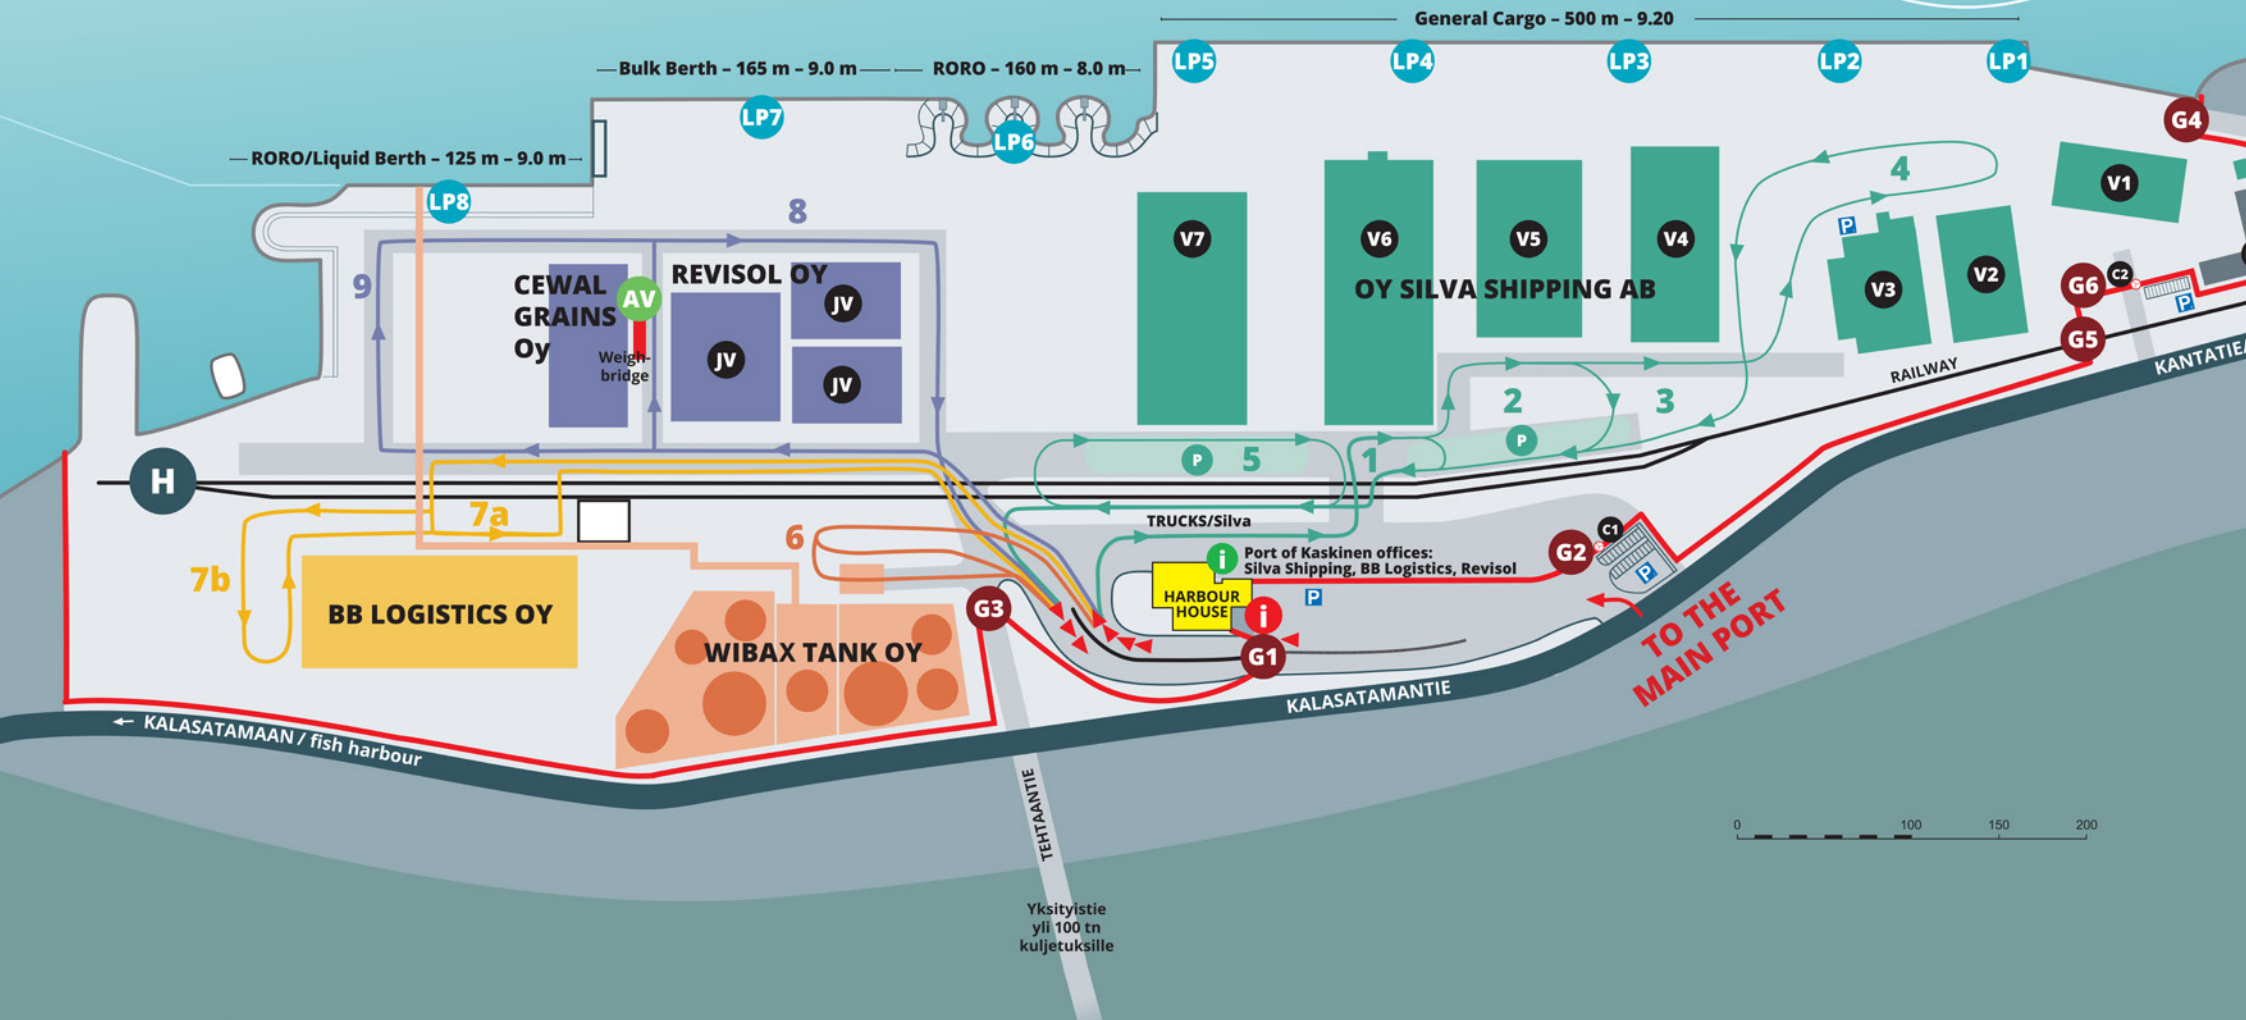 General Cargo – 500 m – 9.20
LP5
LP4
LP3
LP2
LP1
Bulk Berth – 165 m – 9.0 m
RORO – 160 m – 8.0 m
LP7
LP6
G4
RORO/Liquid Berth – 125 m – 9.0 m
LP8
8
9
4
V1
V7
V6
V5
V4
P
V3
V2
G6
C2
P
G5
CEWAL
GRAINS
Oy
AV
REVISOL OY
JV
JV
JV
Weigh-
bridge
OY SILVA SHIPPING AB
RAILWAY
2
3
P
P
5
1
H
7a
7b
6
TRUCKS/Silva
i
Port of Kaskinen offices:
Silva Shipping, BB Logistics, Revisol
G2
C1
P
P
HARBOUR
HOUSE
i
G1
G3
BB LOGISTICS OY
WIBAX TANK OY
TO THE
MAIN PORT
KALASATAMANTIE
← KALASATAMAAN / fish harbour
TEHTAANTIE
Yksityistie
yli 100 tn
kuljetuksille
0
100
150
200